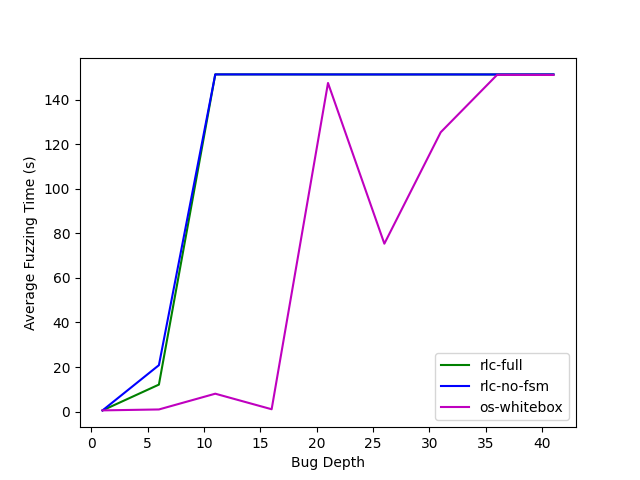 Average Fuzzing Time (s)
140
120
100
80
60
40
20
0
rlc-full
rlc-no-fsm
os-whitebox
0 5 10 15 20 25 30 35 40
Bug Depth